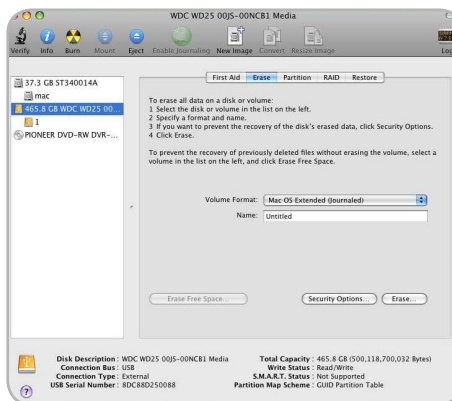 WDC WD25 00JS-00NCB1 Media
Verify Info Burn Mount Eject Enable Journaling New Image Convert Resize Image Log
37.3 GB ST340014A
mac
465.8 GB WDC WD25 00...
1
PIONEER DVD-RW DVR-...
First Aid Erase Partition RAID Restore
To erase all data on a disk or volume:
1 Select the disk or volume in the list on the left.
2 Specify a format and name.
3 If you want to prevent the recovery of the disk's erased data, click Security Options.
4 Click Erase.
To prevent the recovery of previously deleted files without erasing the volume, select a
volume in the list on the left, and click Erase Free Space.
Volume Format: Mac OS Extended (Journaled)
Name: Untitled
Erase Free Space... Security Options... Erase...
Disk Description : WDC WD25 00JS-00NCB1 Media
Connection Bus : USB
Connection Type : External
USB Serial Number : 8DC88D250088
Total Capacity : 465.8 GB (500,118,700,032 Bytes)
Write Status : Read/Write
S.M.A.R.T. Status : Not Supported
Partition Map Scheme : GUID Partition Table
?